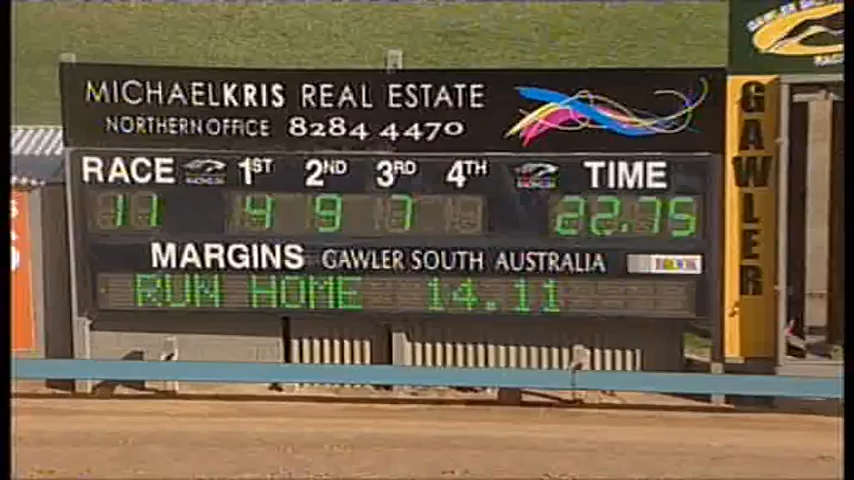 MICHAELKRIS REAL ESTATE
NORTHERN OFFICE 8284 4470
RACE 1ST 2ND 3RD 4TH TIME
11 4 9 7 22.75
MARGINS GAWLER SOUTH AUSTRALIA
RUN HOME 14.11
GAWLER
GAWLER